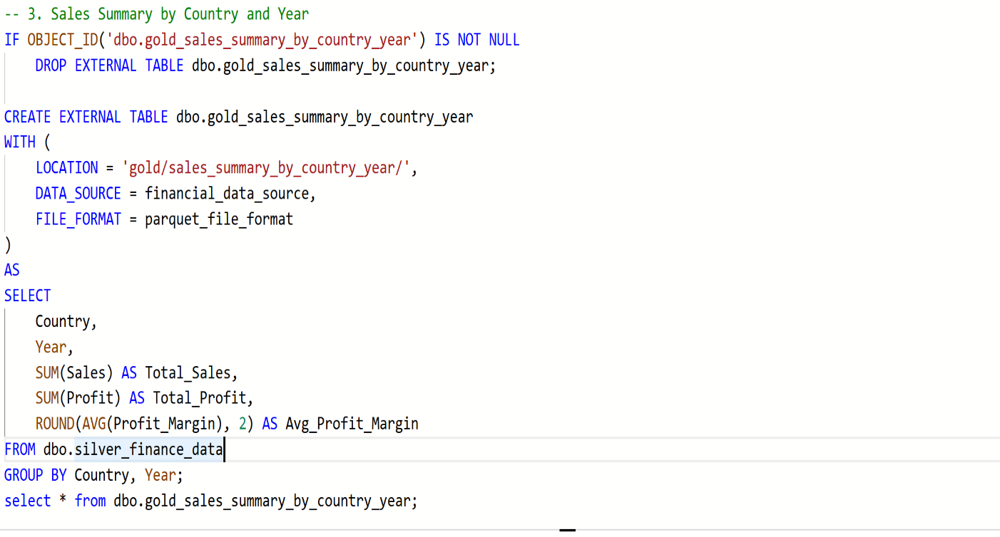 -- 3. Sales Summary by Country and Year
IF OBJECT_ID('dbo.gold_sales_summary_by_country_year') IS NOT NULL
    DROP EXTERNAL TABLE dbo.gold_sales_summary_by_country_year;
CREATE EXTERNAL TABLE dbo.gold_sales_summary_by_country_year
WITH (
    LOCATION = 'gold/sales_summary_by_country_year/',
    DATA_SOURCE = financial_data_source,
    FILE_FORMAT = parquet_file_format
)
AS
SELECT
    Country,
    Year,
    SUM(Sales) AS Total_Sales,
    SUM(Profit) AS Total_Profit,
    ROUND(AVG(Profit_Margin), 2) AS Avg_Profit_Margin
FROM dbo.silver_finance_data
GROUP BY Country, Year;
select * from dbo.gold_sales_summary_by_country_year;